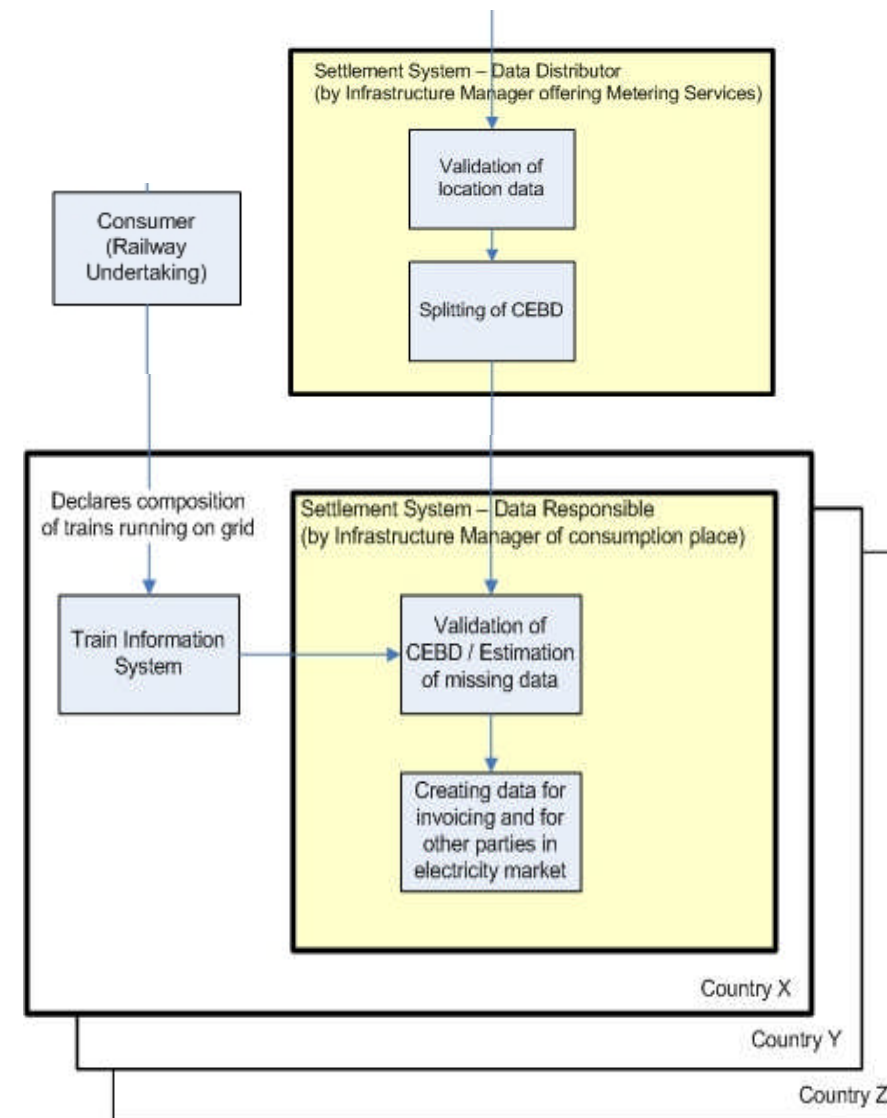 Settlement System – Data Distributor
(by Infrastructure Manager offering Metering Services)
Validation of
location data
Splitting of CEBD
Consumer
(Railway
Undertaking)
Declares composition
of trains running on grid
Train Information
System
Settlement System – Data Responsible
(by Infrastructure Manager of consumption place)
Validation of
CEBD / Estimation
of missing data
Creating data for
invoicing and for
other parties in
electricity market
Country X
Country Y
Country Z